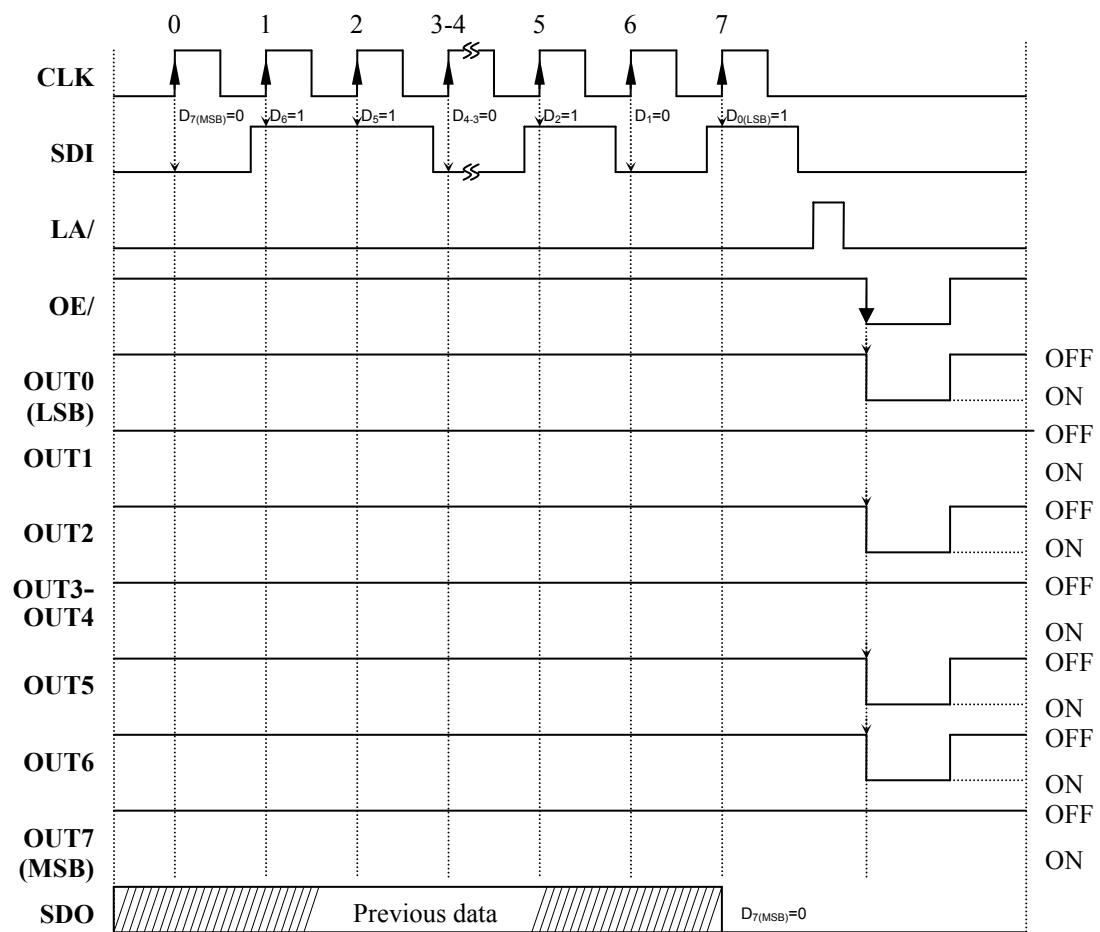 0 1 2 3-4 5 6 7
CLK
D7(MSB)=0 D6=1 D5=1 D4-3=0 D2=1 D1=0 D0(LSB)=1
SDI
LA/
OE/
OFF
OUT0
(LSB)
ON
OFF
OUT1
ON
OFF
OUT2
ON
OUT3-
OUT4
OFF
ON
OFF
OUT5
ON
OFF
OUT6
ON
OFF
OUT7
(MSB)
ON
SDO
Previous data
D7(MSB)=0